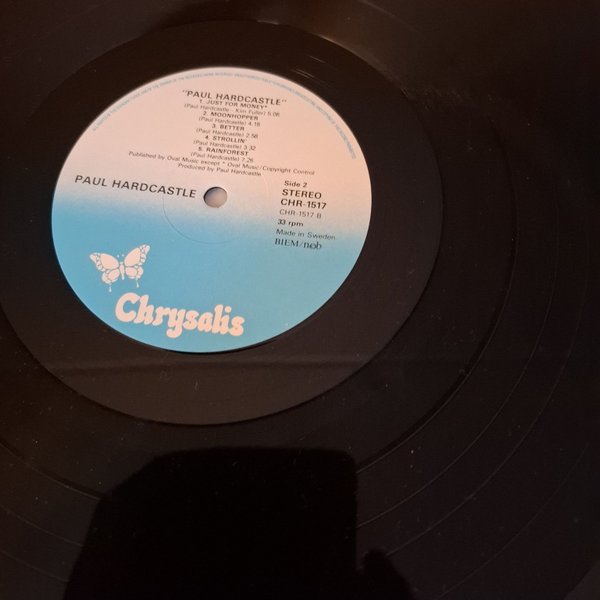 "PAUL HARDCASTLE"
1. JUST FOR MONEY*
(Paul Hardcastle - Kim Fuller) 5.08
2. MOONHOPPER
(Paul Hardcastle) 4.18
3. BETTER
(Paul Hardcastle) 2.58
4. STROLLIN'
(Paul Hardcastle) 3.32
5. RAINFOREST
(Paul Hardcastle) 7.26
Published by Oval Music except * Oval Music/Copyright Control
Produced by Paul Hardcastle
PAUL HARDCASTLE
Side 2
STEREO
CHR-1517
CHR-1517 B
33 rpm
Made in Sweden
BIEM/ncb
Chrysalis